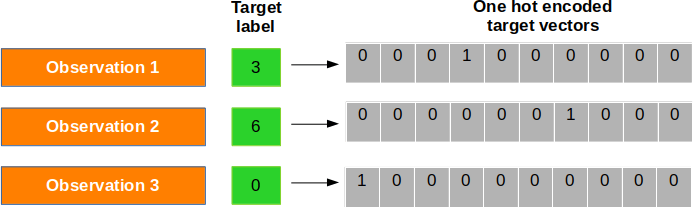 Target label
One hot encoded target vectors
Observation 1 3 0 0 0 1 0 0 0 0 0 0
Observation 2 6 0 0 0 0 0 0 1 0 0 0
Observation 3 0 1 0 0 0 0 0 0 0 0 0